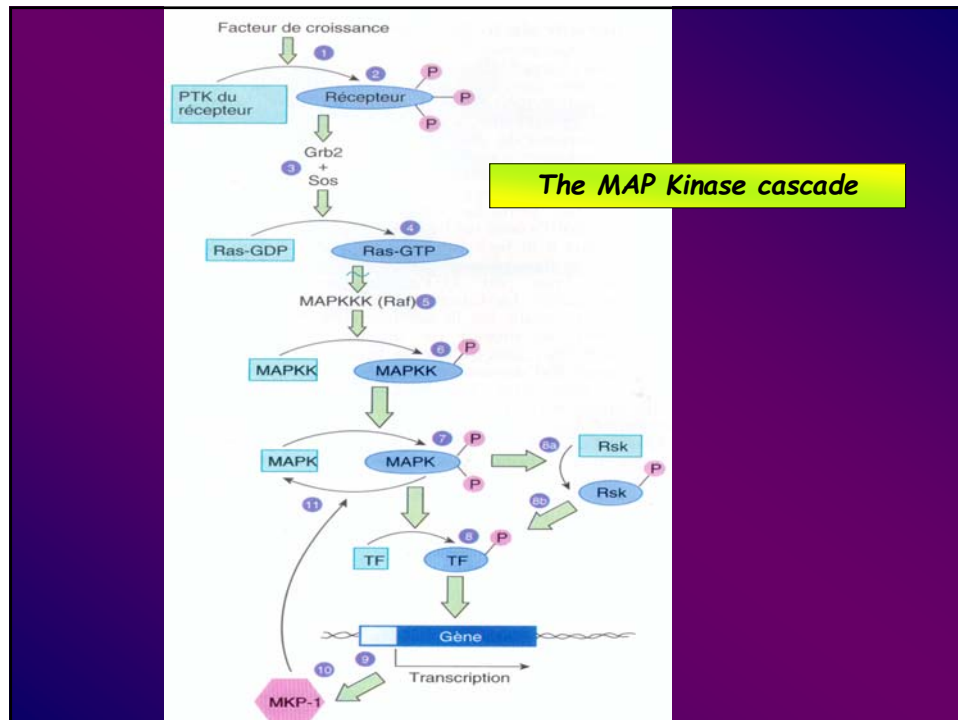 Facteur de croissance
1
2
PTK du
récepteur
Récepteur
P
P
P
Grb2
3
+
Sos
The MAP Kinase cascade
4
Ras-GDP
Ras-GTP
MAPKKK (Raf) 5
6
P
MAPKK
MAPKK
7
P
8a
Rsk
MAPK
MAPK
P
P
Rsk
11
8b
8
P
TF
TF
Gène
9
Transcription
10
MKP-1